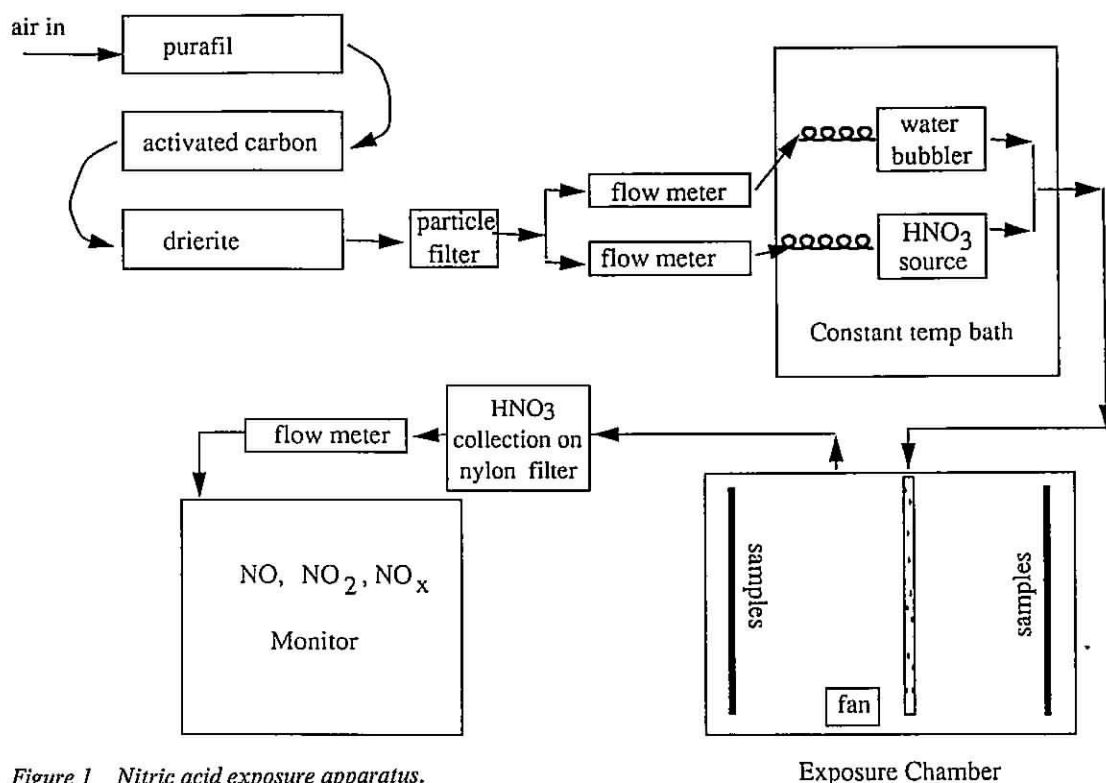 air in
purafil
activated carbon
drierite
particle
filter
flow meter
flow meter
water
bubbler
HNO3
source
Constant temp bath
HNO3
collection on
nylon filter
flow meter
NO, NO2, NOx
Monitor
samples
samples
fan
Exposure Chamber
Figure 1 Nitric acid exposure apparatus.